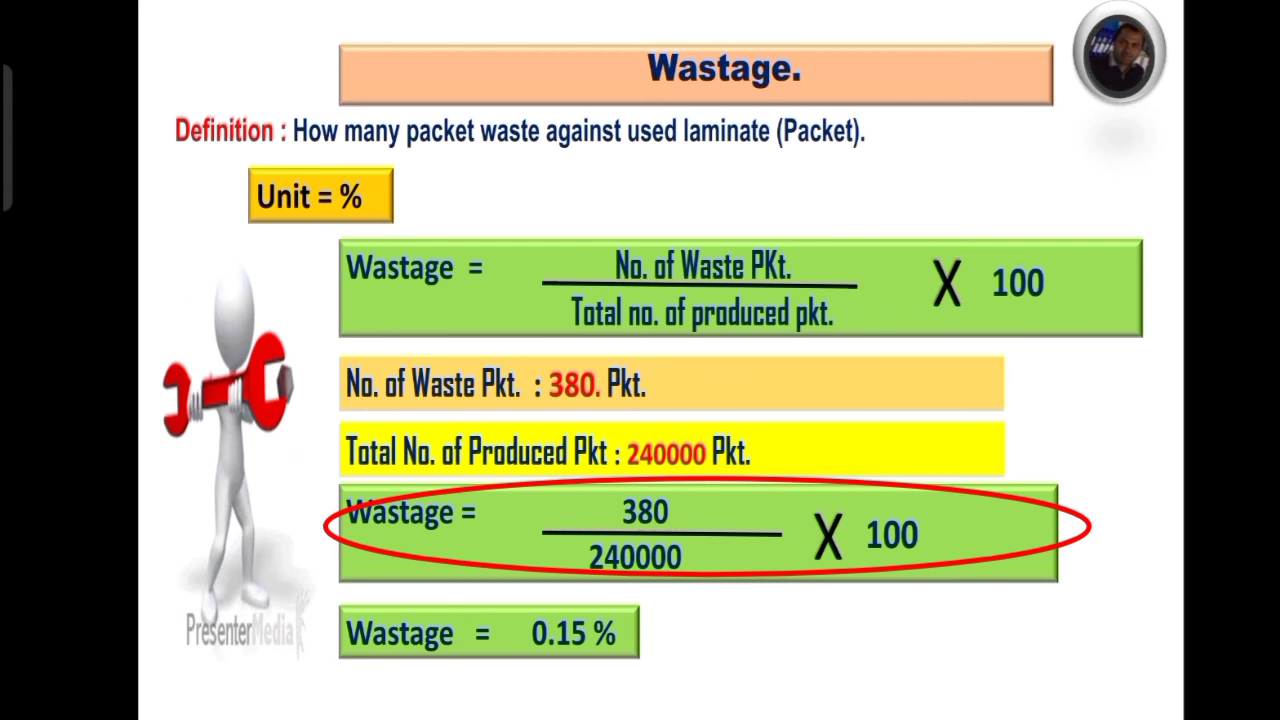 Wastage.
Definition : How many packet waste against used laminate (Packet).
Unit = %
Wastage = No. of Waste PKt. X 100
Total no. of produced pkt.
No. of Waste Pkt. : 380. Pkt.
Total No. of Produced Pkt : 240000 Pkt.
Wastage = 380 X 100
240000
Wastage = 0.15 %
PresenterMedia